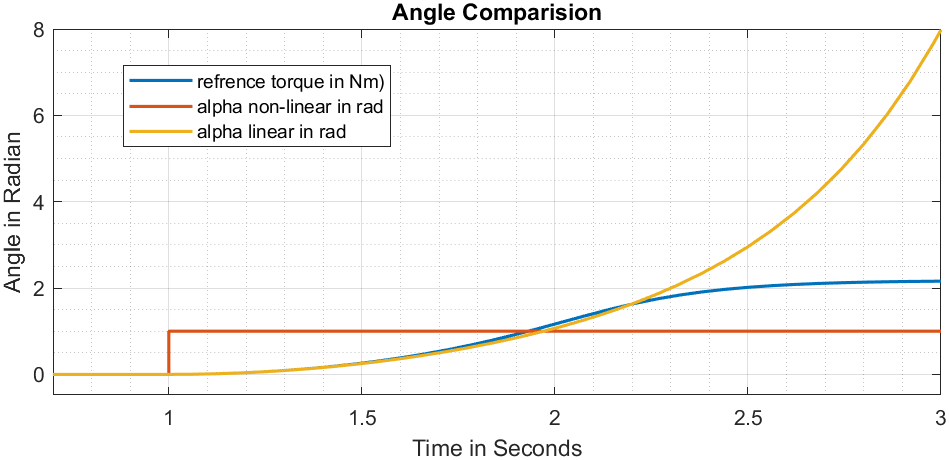 Angle Comparision
8
6
4
2
0
refrence torque in Nm)
alpha non-linear in rad
alpha linear in rad
Angle in Radian
1
1.5
2
2.5
3
Time in Seconds